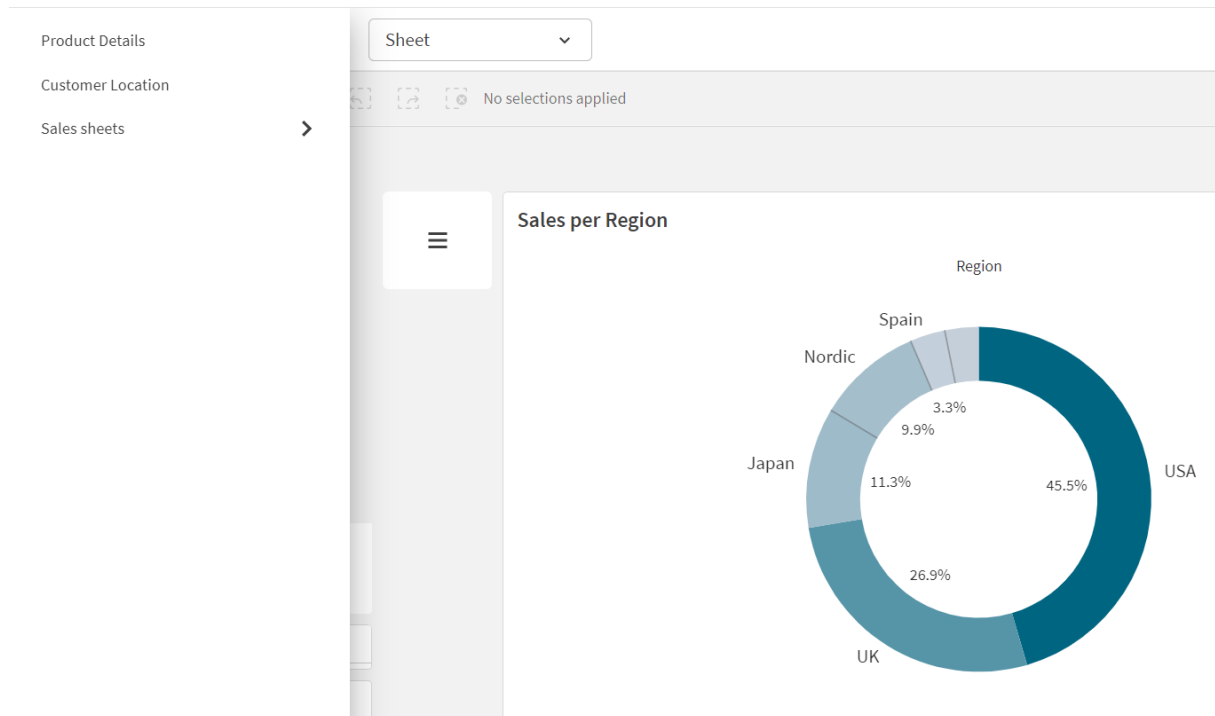 Product Details
Customer Location
Sales sheets
Sheet
No selections applied
Sales per Region
Region
Spain
Nordic
3.3%
9.9%
Japan
11.3%
45.5%
USA
26.9%
UK